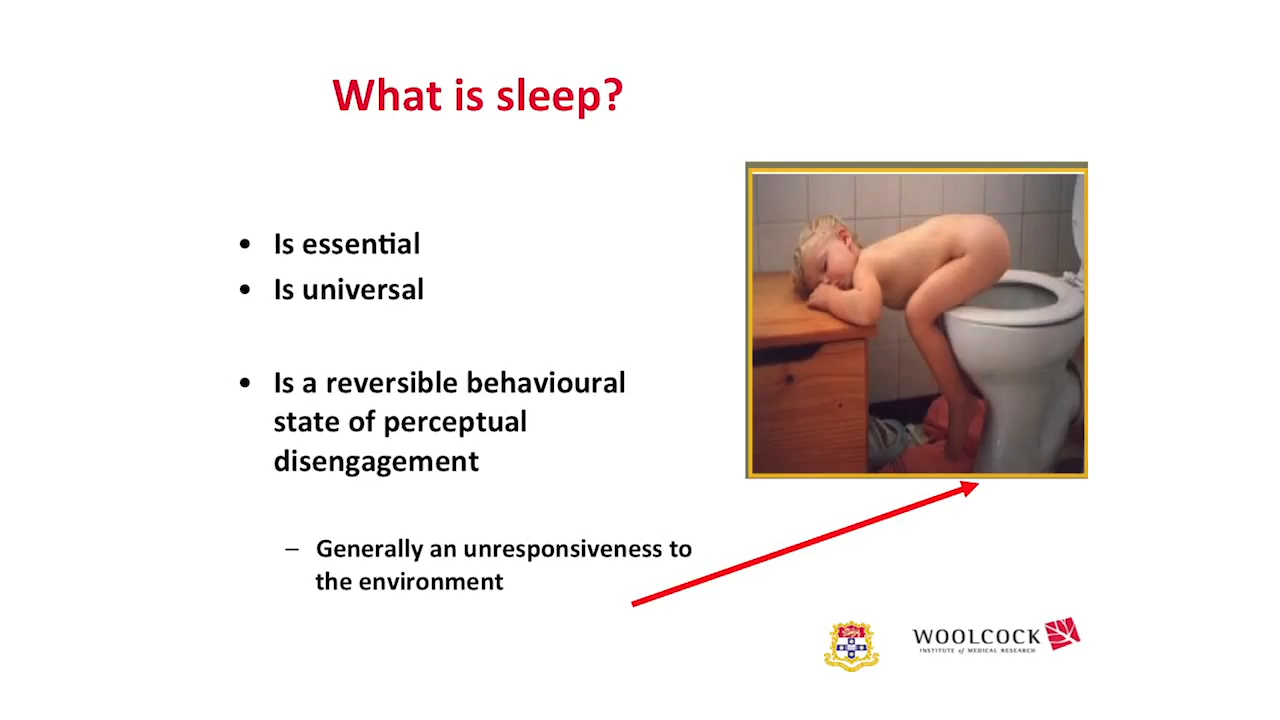 What is sleep?
• Is essential
• Is universal
• Is a reversible behavioural
state of perceptual
disengagement
– Generally an unresponsiveness to
the environment
WOOLCOCK
INSTITUTE of MEDICAL RESEARCH